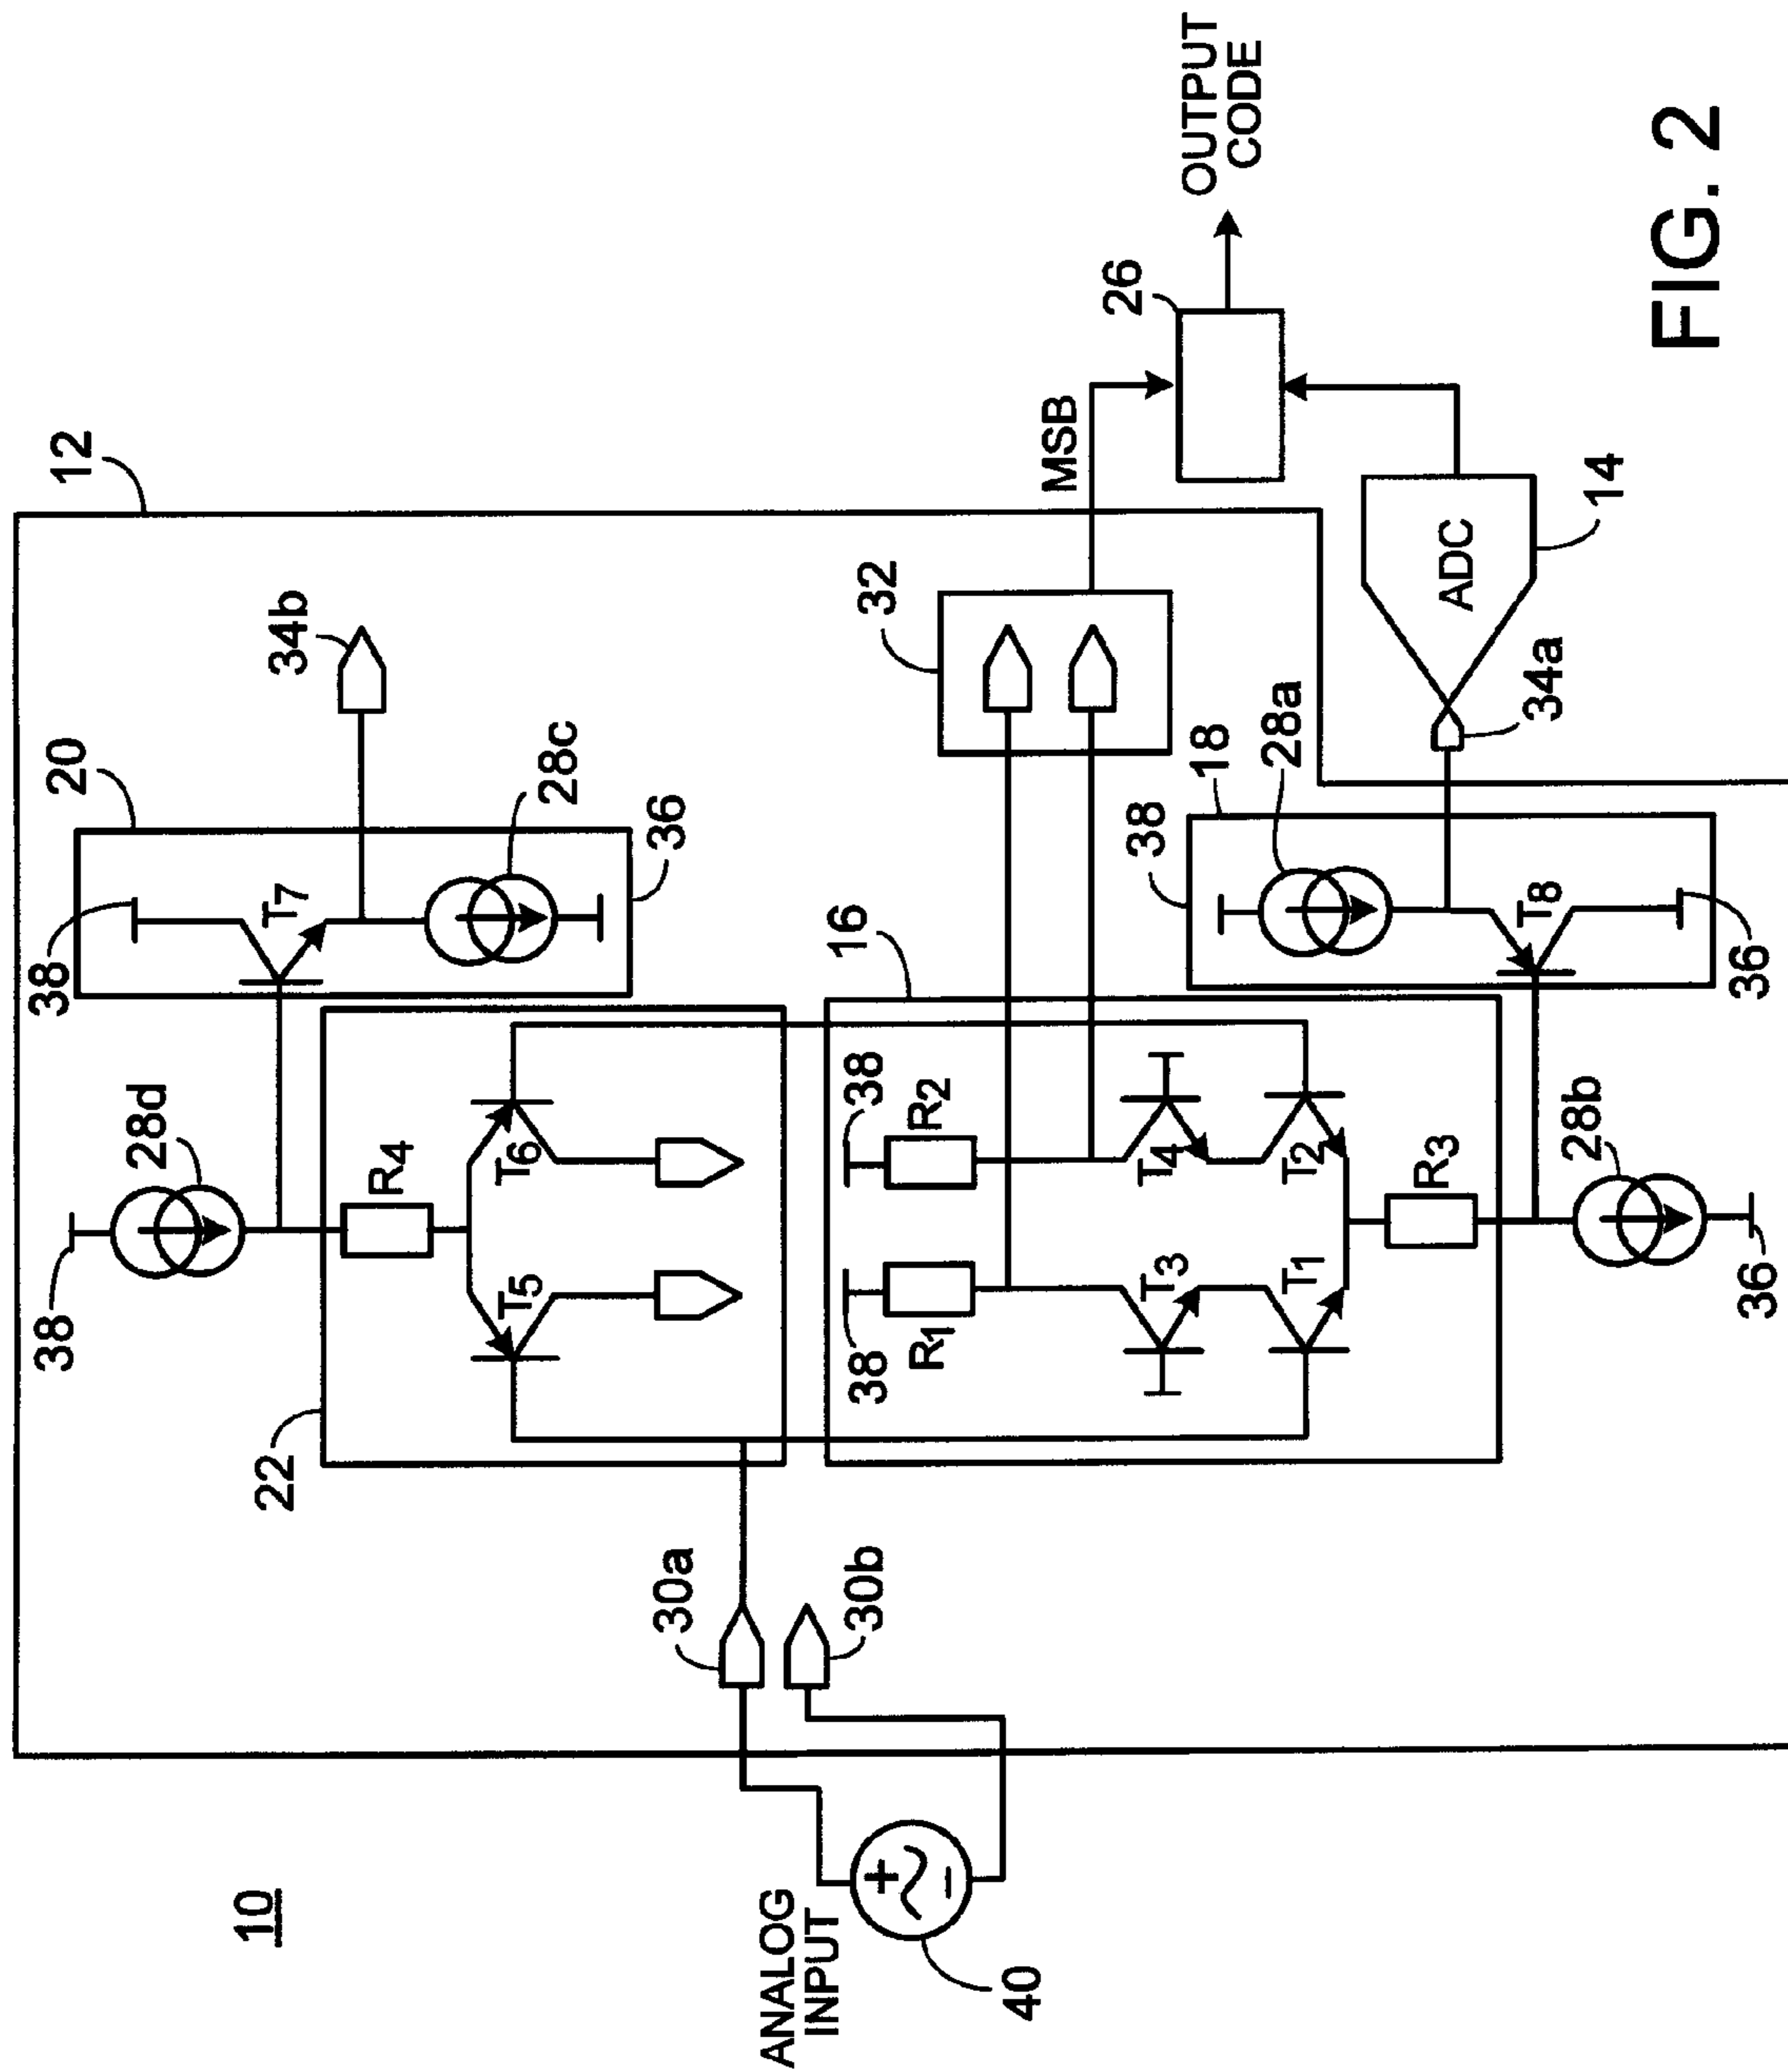 10
ANALOG
INPUT
40
+
−
30a
30b
12
38
28d
22
R4
T5
T6
20
38
T7
28c
36
34b
16
38
R1
38
R2
T3
T4
T1
T2
R3
28b
36
32
MSB
18
38
28a
T8
36
34a
ADC
14
26
OUTPUT
CODE
FIG. 2